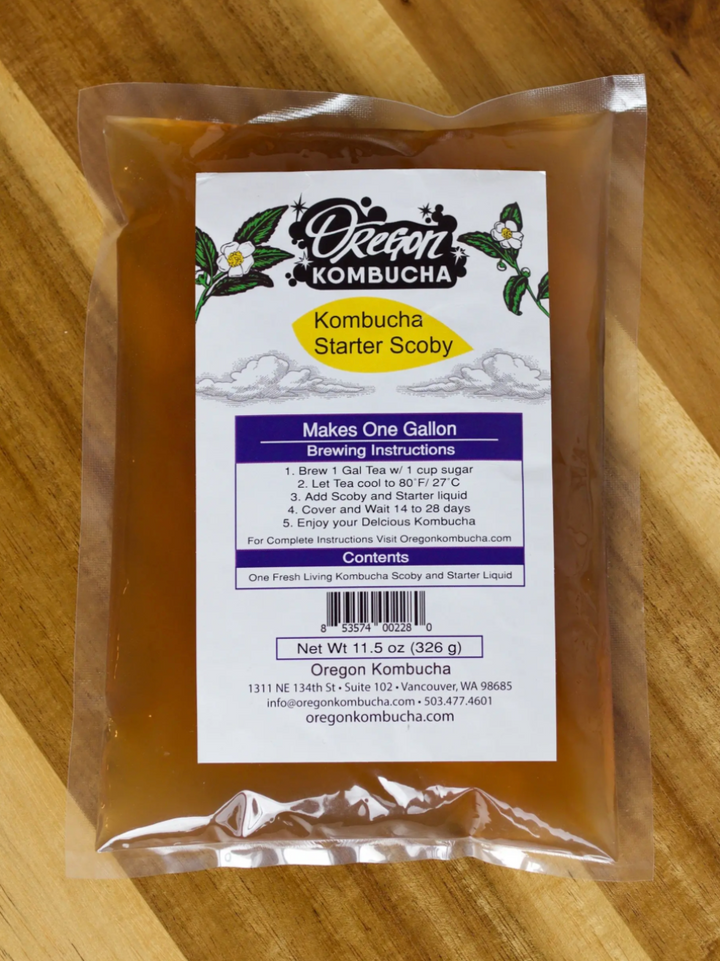 Oregon
KOMBUCHA
Kombucha
Starter Scoby
Makes One Gallon
Brewing Instructions
1. Brew 1 Gal Tea w/ 1 cup sugar
2. Let Tea cool to 80°F/ 27°C
3. Add Scoby and Starter liquid
4. Cover and Wait 14 to 28 days
5. Enjoy your Delcious Kombucha
For Complete Instructions Visit Oregonkombucha.com
Contents
One Fresh Living Kombucha Scoby and Starter Liquid
8 53574 00228 0
Net Wt 11.5 oz (326 g)
Oregon Kombucha
1311 NE 134th St • Suite 102 • Vancouver, WA 98685
info@oregonkombucha.com • 503.477.4601
oregonkombucha.com